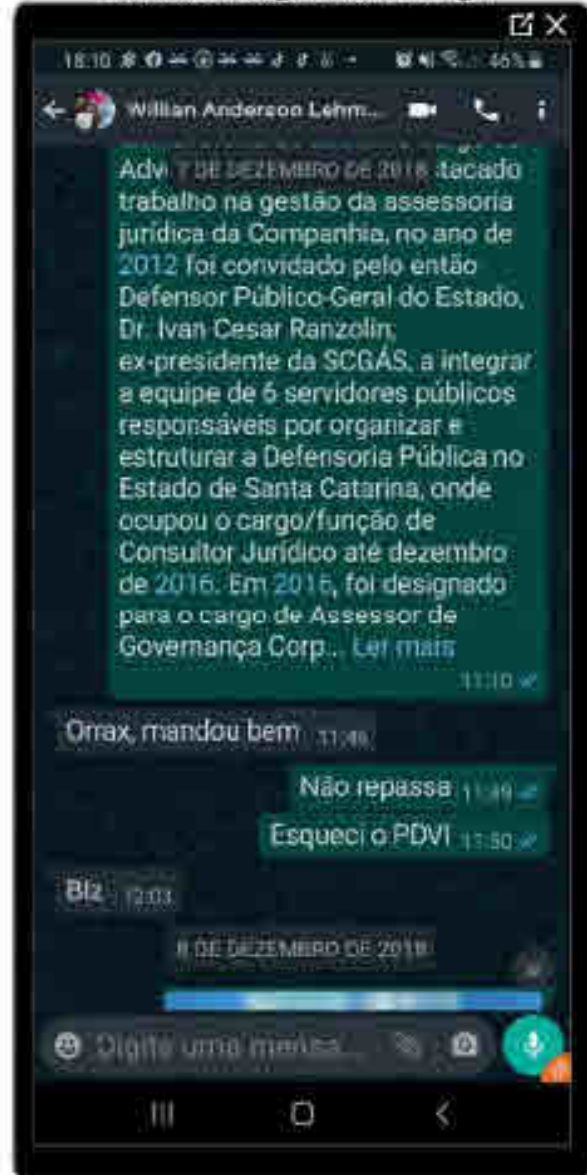 18:10
46%
Willian Anderson Lehm...
7 DE DEZEMBRO DE 2018
Adv tacado
trabalho na gestão da assessoria
jurídica da Companhia, no ano de
2012 foi convidado pelo então
Defensor Público-Geral do Estado,
Dr. Ivan Cesar Ranzolin,
ex-presidente da SCGÁS, a integrar
a equipe de 6 servidores públicos
responsáveis por organizar e
estruturar a Defensoria Pública no
Estado de Santa Catarina, onde
ocupou o cargo/função de
Consultor Jurídico até dezembro
de 2016. Em 2016, foi designado
para o cargo de Assessor de
Governança Corp... Ler mais
11:10
Orrax, mandou bem 11:46
Não repassa 11:49
Esqueci o PDVI 11:50
Blz 12:03
8 DE DEZEMBRO DE 2018
Digite uma mensa...